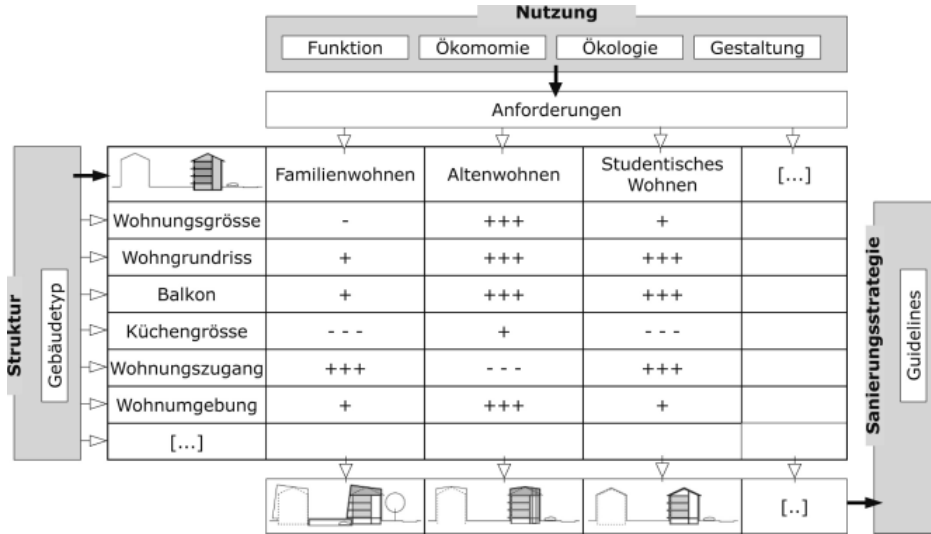 Nutzung
Funktion Ökomomie Ökologie Gestaltung
Anforderungen
Familienwohnen Altenwohnen Studentisches Wohnen [...]
Wohnungsgrösse - +++ +
Wohngrundriss + +++ +++
Balkon + +++ +++
Küchengrösse - - - + - - -
Wohnungszugang +++ - - - +++
Wohnumgebung + +++ +
[...]
[..]
Struktur
Gebäudetyp
Sanierungsstrategie
Guidelines